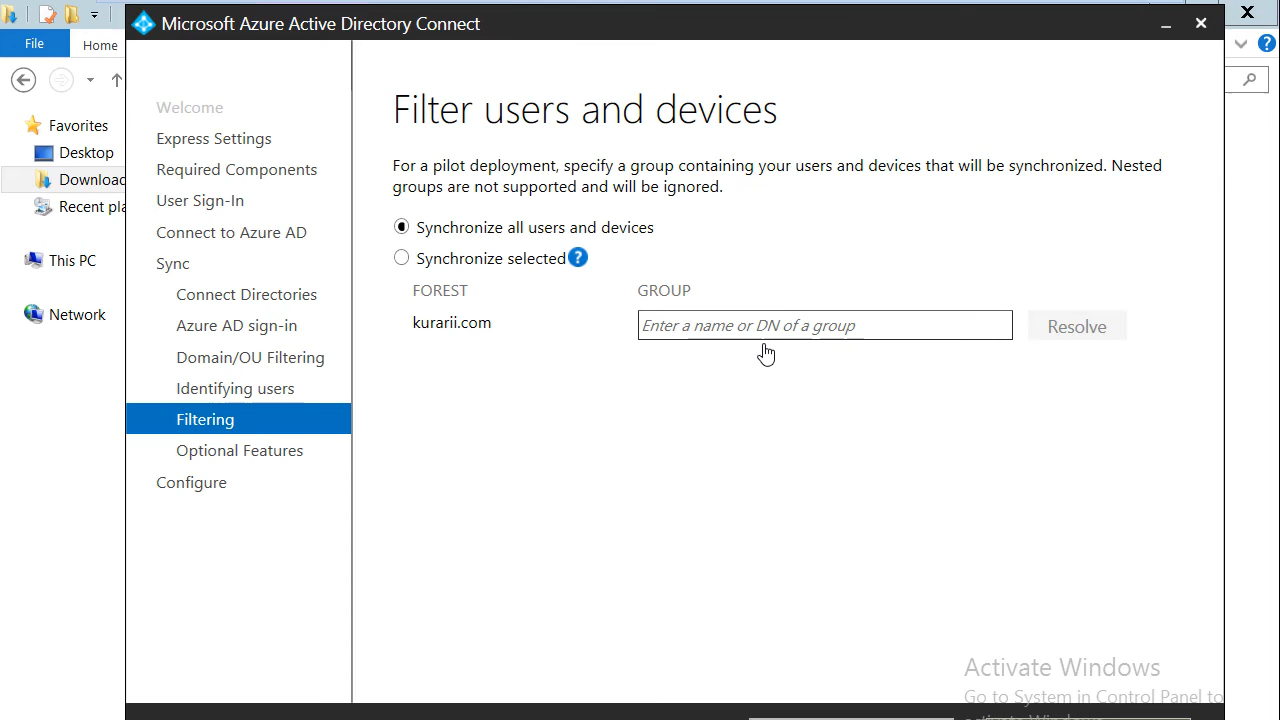 Microsoft Azure Active Directory Connect
File
Home
Favorites
Desktop
Recent
This PC
Network
Welcome
Express Settings
Required Components
User Sign-In
Connect to Azure AD
Sync
Connect Directories
Azure AD sign-in
Domain/OU Filtering
Identifying users
Filtering
Optional Features
Configure
Filter users and devices
For a pilot deployment, specify a group containing your users and devices that will be synchronized. Nested
groups are not supported and will be ignored.
Synchronize all users and devices
Synchronize selected ?
FOREST GROUP
kurarii.com Enter a name or DN of a group Resolve
Activate Windows
Go to System in Control Panel to